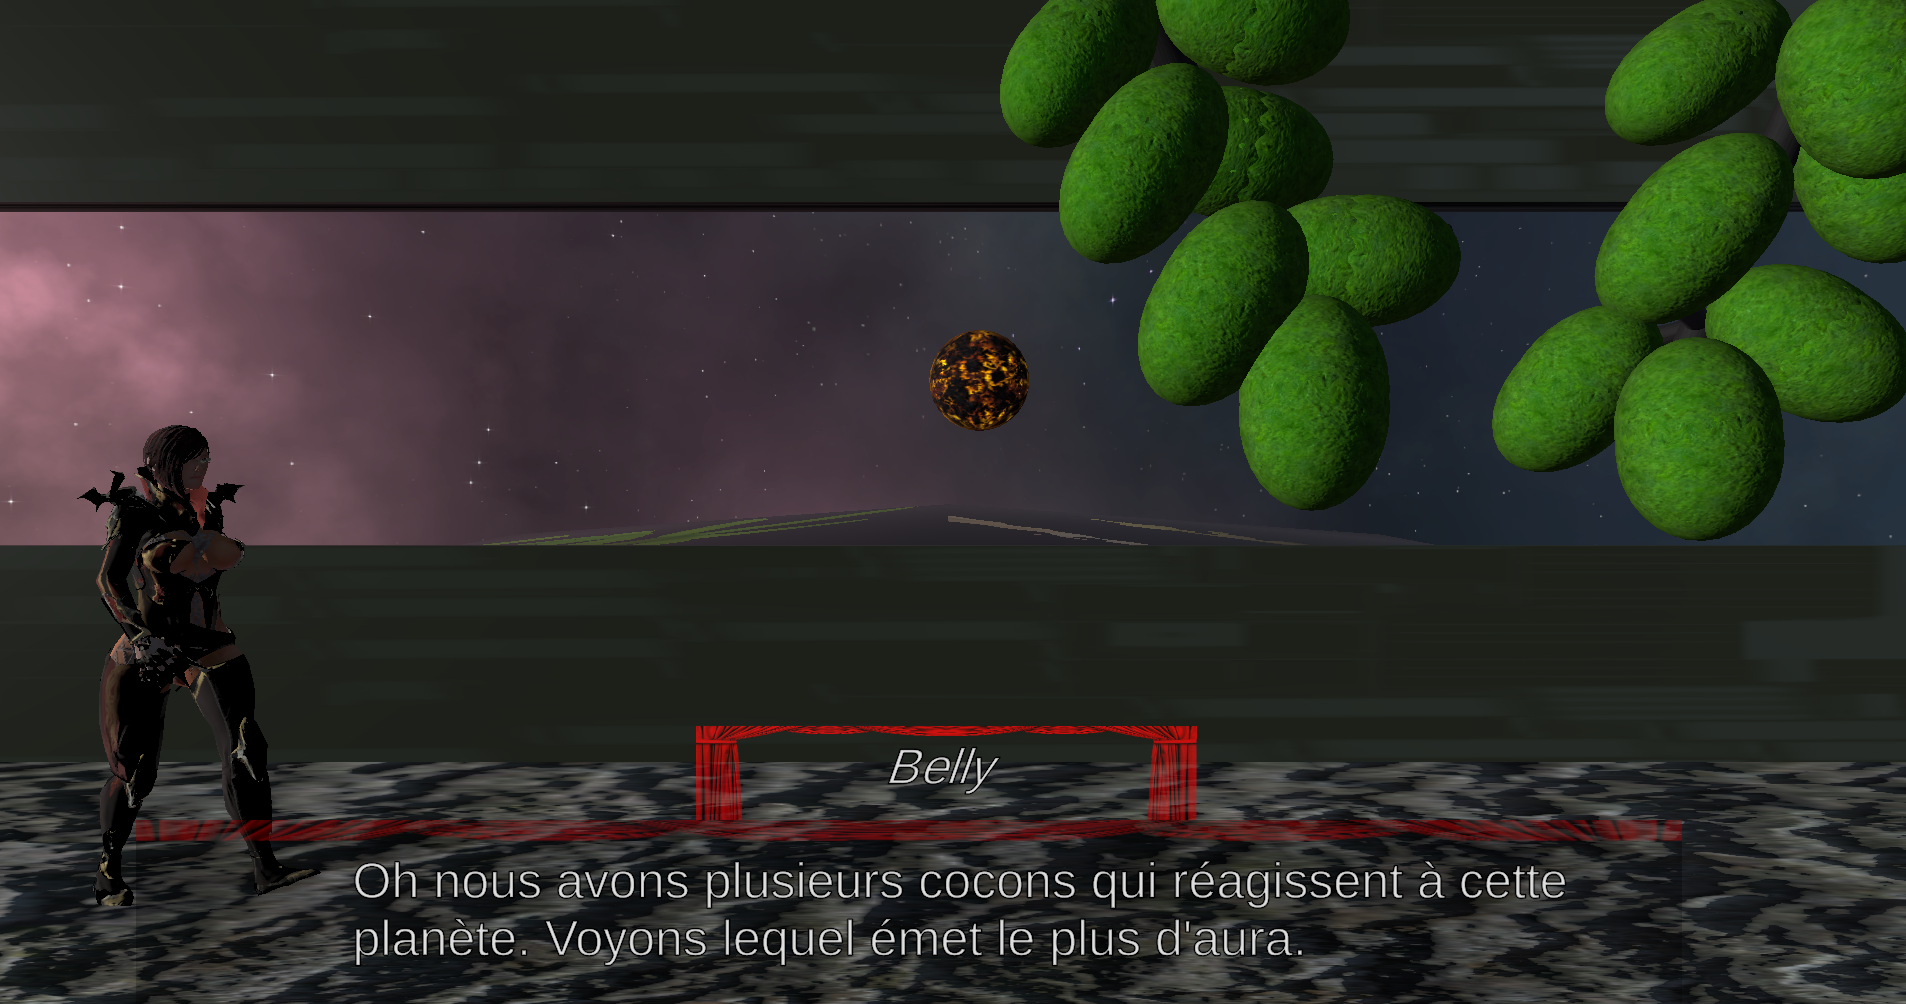 Belly
Oh nous avons plusieurs cocons qui réagissent à cette
planète. Voyons lequel émet le plus d'aura.